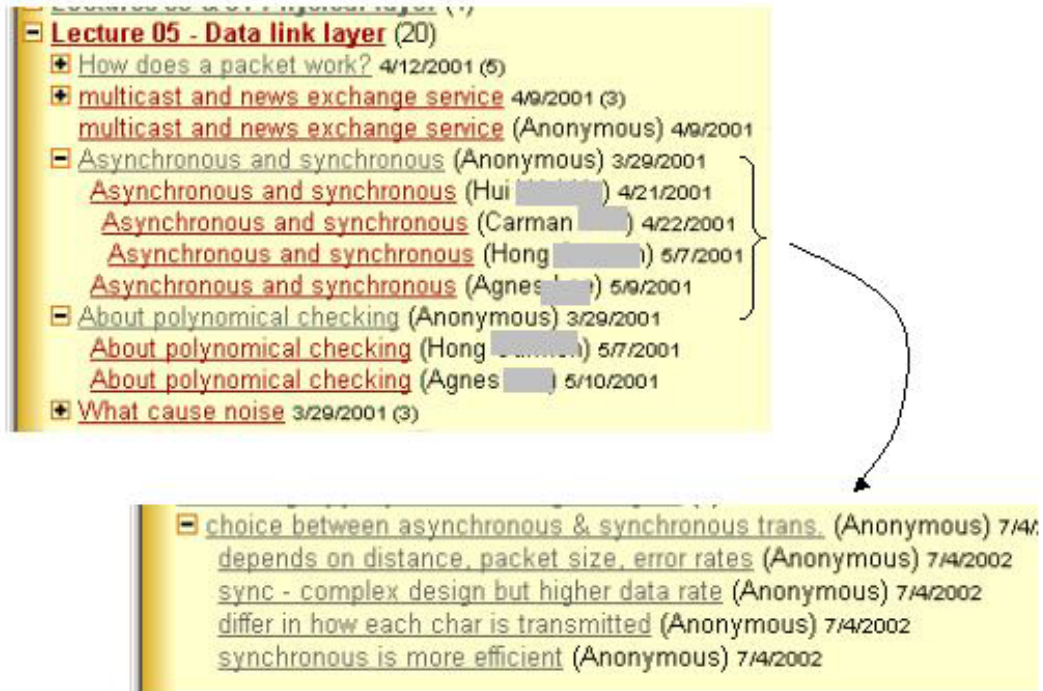 Lecture 05 - Data link layer (20)
How does a packet work? 4/12/2001 (5)
multicast and news exchange service 4/9/2001 (3)
multicast and news exchange service (Anonymous) 4/9/2001
Asynchronous and synchronous (Anonymous) 3/29/2001
Asynchronous and synchronous (Hui ) 4/21/2001
Asynchronous and synchronous (Carman ) 4/22/2001
Asynchronous and synchronous (Hong ) 5/7/2001
Asynchronous and synchronous (Agnes ) 5/9/2001
About polynomical checking (Anonymous) 3/29/2001
About polynomical checking (Hong ) 5/7/2001
About polynomical checking (Agnes ) 5/10/2001
What cause noise 3/29/2001 (3)
choice between asynchronous & synchronous trans. (Anonymous) 7/4/
depends on distance, packet size, error rates (Anonymous) 7/4/2002
sync - complex design but higher data rate (Anonymous) 7/4/2002
differ in how each char is transmitted (Anonymous) 7/4/2002
synchronous is more efficient (Anonymous) 7/4/2002